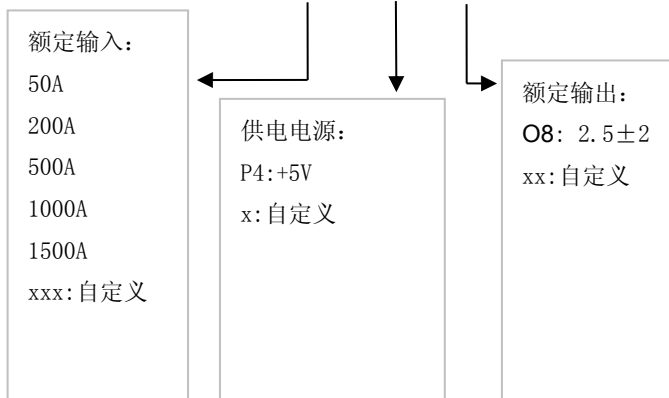 额定输入：
50A
200A
500A
1000A
1500A
xxx:自定义
供电电源：
P4:+5V
x:自定义
额定输出：
O8: 2.5±2
xx:自定义